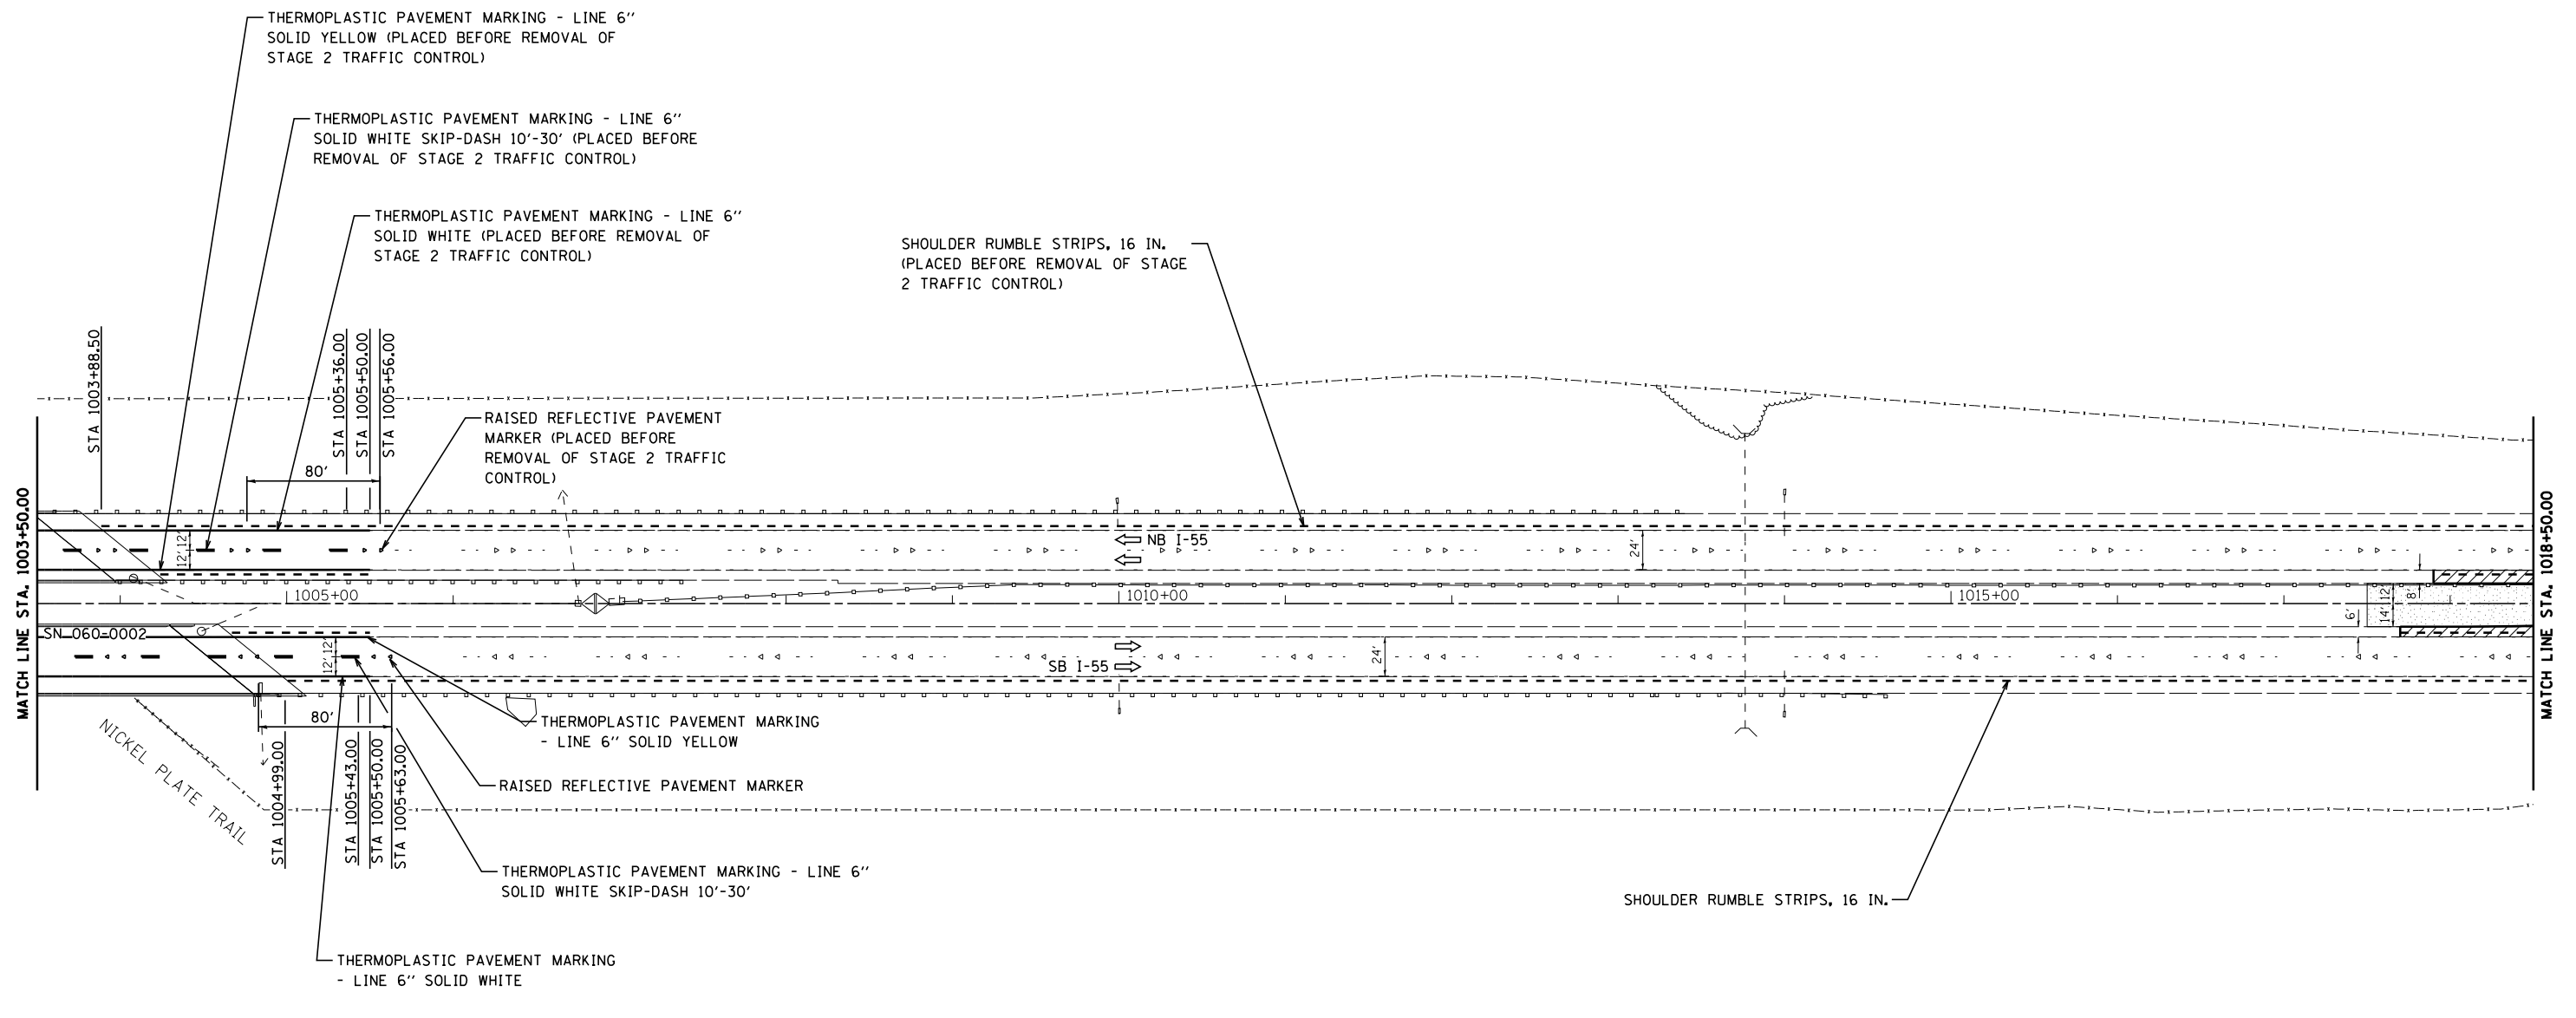 THERMOPLASTIC PAVEMENT MARKING - LINE 6"
SOLID YELLOW (PLACED BEFORE REMOVAL OF
STAGE 2 TRAFFIC CONTROL)
THERMOPLASTIC PAVEMENT MARKING - LINE 6"
SOLID WHITE SKIP-DASH 10'-30' (PLACED BEFORE
REMOVAL OF STAGE 2 TRAFFIC CONTROL)
THERMOPLASTIC PAVEMENT MARKING - LINE 6"
SOLID WHITE (PLACED BEFORE REMOVAL OF
STAGE 2 TRAFFIC CONTROL)
SHOULDER RUMBLE STRIPS, 16 IN.
(PLACED BEFORE REMOVAL OF STAGE
2 TRAFFIC CONTROL)
STA 1003+88.50
STA 1005+36.00
STA 1005+50.00
STA 1005+56.00
RAISED REFLECTIVE PAVEMENT
MARKER (PLACED BEFORE
REMOVAL OF STAGE 2 TRAFFIC
CONTROL)
80'
MATCH LINE STA. 1003+50.00
MATCH LINE STA. 1018+50.00
12'
12'
NB I-55
24'
1005+00
1010+00
1015+00
12'
14'
8'
6'
SN 060-0002
12'
12'
SB I-55
24'
80'
NICKEL PLATE TRAIL
STA 1004+99.00
STA 1005+43.00
STA 1005+50.00
STA 1005+63.00
THERMOPLASTIC PAVEMENT MARKING
- LINE 6" SOLID YELLOW
RAISED REFLECTIVE PAVEMENT MARKER
THERMOPLASTIC PAVEMENT MARKING - LINE 6"
SOLID WHITE SKIP-DASH 10'-30'
SHOULDER RUMBLE STRIPS, 16 IN.
THERMOPLASTIC PAVEMENT MARKING
- LINE 6" SOLID WHITE